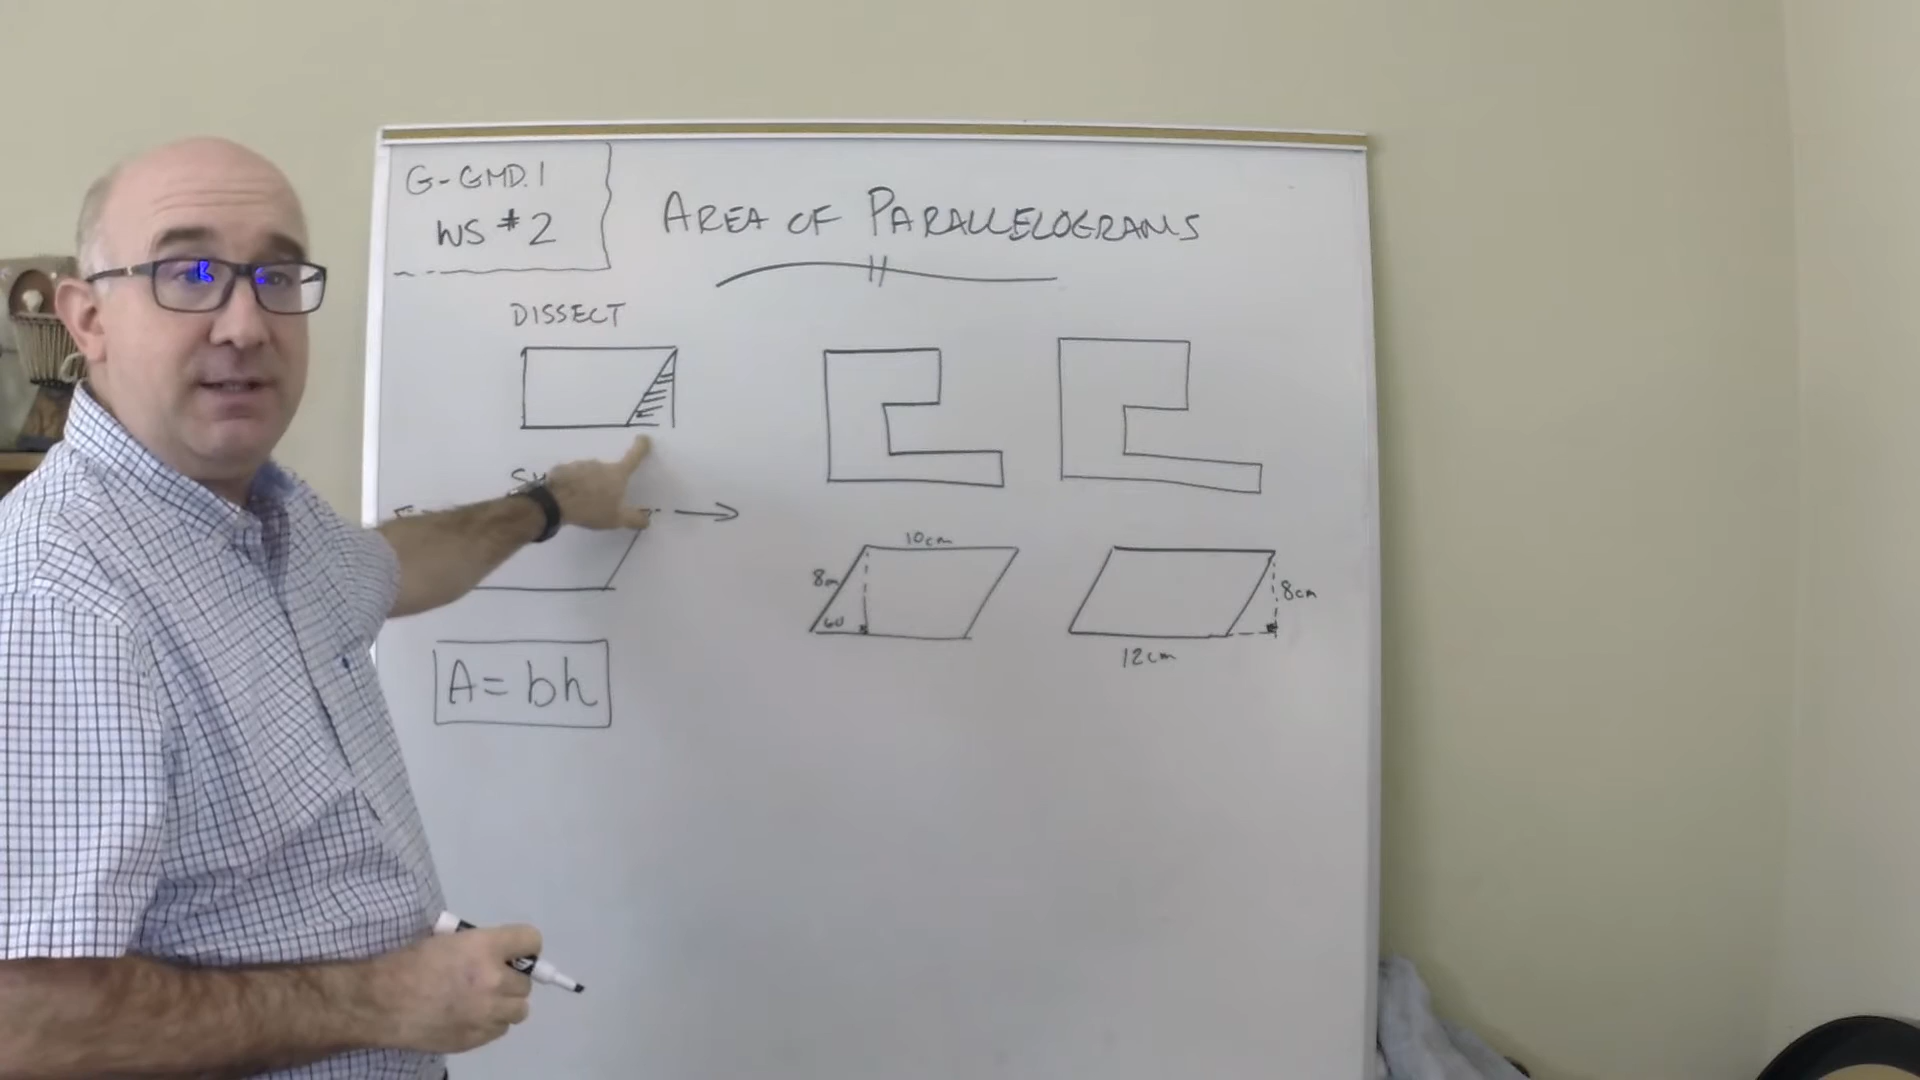 G-GMD.1
WS #2
AREA OF PARALLELOGRAMS
DISSECT
10cm
8cm
60
8cm
12cm
A = bh